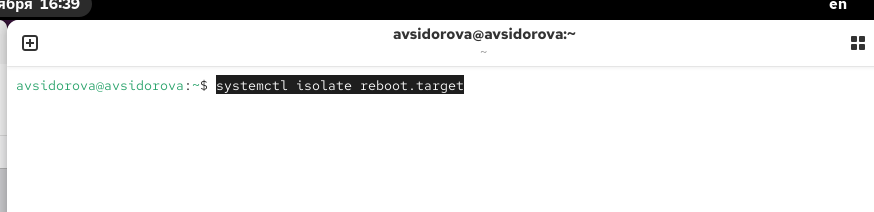 ября 16:39 en
avsidorova@avsidorova:~
~
avsidorova@avsidorova:~$ systemctl isolate reboot.target